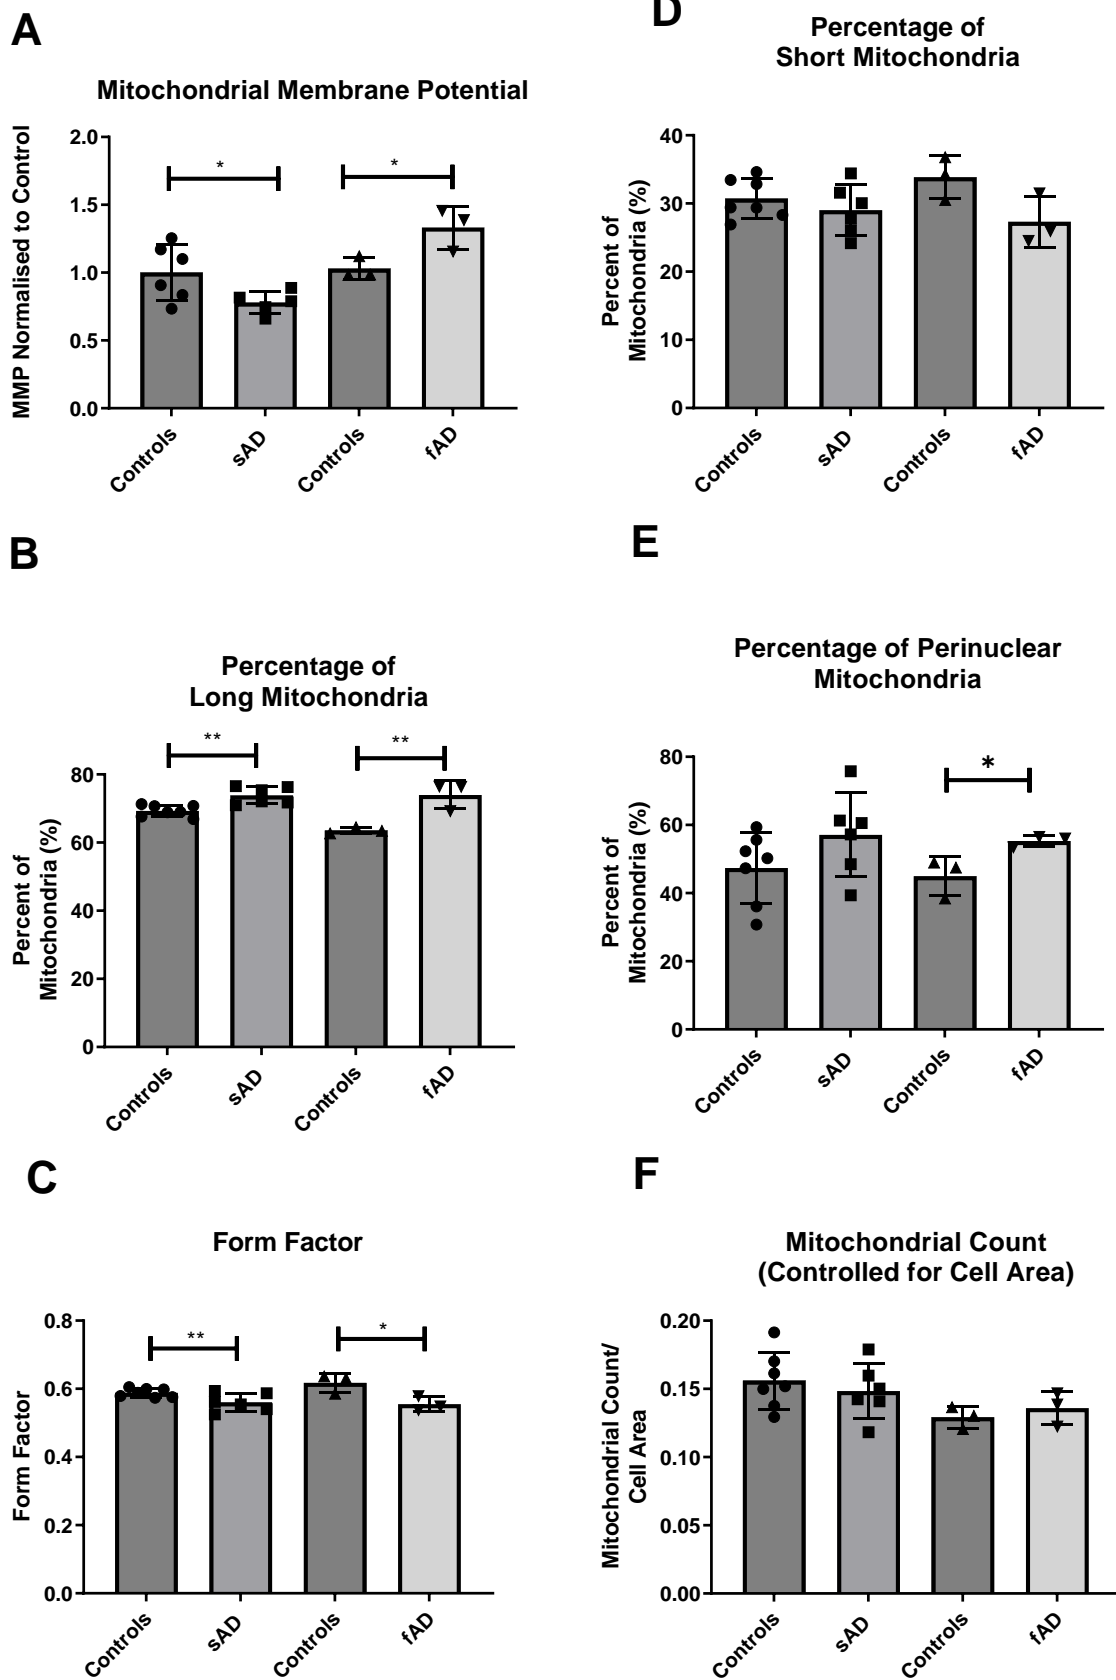 A
Mitochondrial Membrane Potential
MMP Normalised to Control
2.0
1.5
1.0
0.5
0.0
*
*
Controls
sAD
Controls
fAD
B
Percentage of
Long Mitochondria
Percent of
Mitochondria (%)
80
60
40
20
0
**
**
Controls
sAD
Controls
fAD
C
Form Factor
Form Factor
0.8
0.6
0.4
0.2
0.0
**
*
Controls
sAD
Controls
fAD
D
Percentage of
Short Mitochondria
Percent of
Mitochondria (%)
40
30
20
10
0
Controls
sAD
Controls
fAD
E
Percentage of Perinuclear
Mitochondria
Percent of
Mitochondria (%)
80
60
40
20
0
*
Controls
sAD
Controls
fAD
F
Mitochondrial Count
(Controlled for Cell Area)
Mitochondrial Count/
Cell Area
0.20
0.15
0.10
0.05
0.00
Controls
sAD
Controls
fAD